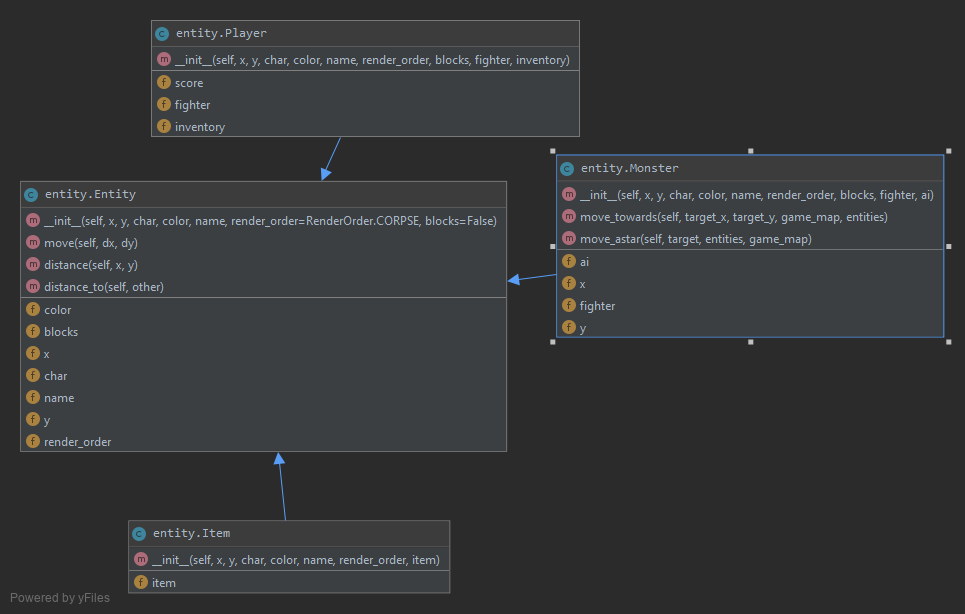 entity.Player
__init__(self, x, y, char, color, name, render_order, blocks, fighter, inventory)
score
fighter
inventory
entity.Entity
__init__(self, x, y, char, color, name, render_order=RenderOrder.CORPSE, blocks=False)
move(self, dx, dy)
distance(self, x, y)
distance_to(self, other)
color
blocks
x
char
name
y
render_order
entity.Monster
__init__(self, x, y, char, color, name, render_order, blocks, fighter, ai)
move_towards(self, target_x, target_y, game_map, entities)
move_astar(self, target, entities, game_map)
ai
x
fighter
y
entity.Item
__init__(self, x, y, char, color, name, render_order, item)
item
Powered by yFiles